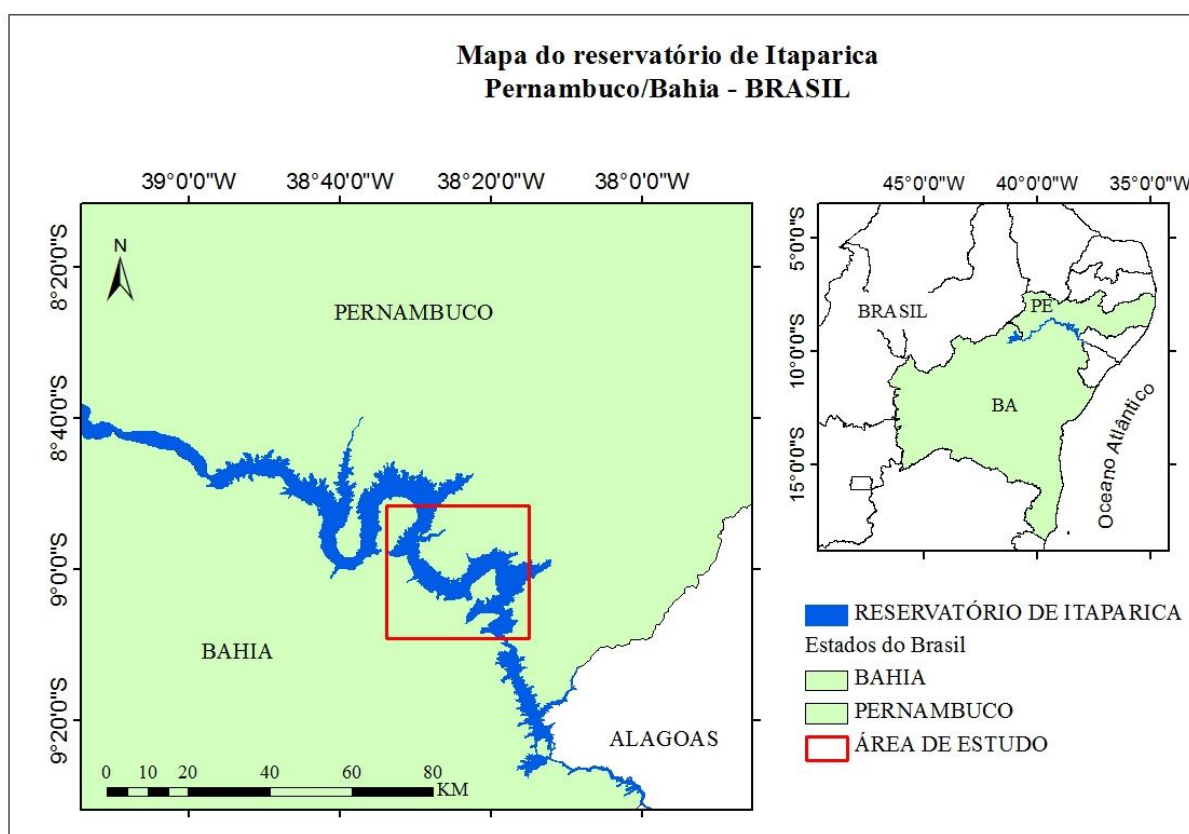 Mapa do reservatório de Itaparica
Pernambuco/Bahia - BRASIL
39°0'0"W 38°40'0"W 38°20'0"W 38°0'0"W
8°20'0"S
8°40'0"S
9°0'0"S
9°20'0"S
N
PERNAMBUCO
BAHIA
ALAGOAS
0 10 20 40 60 80
KM
45°0'0"W 40°0'0"W 35°0'0"W
5°0'0"S
10°0'0"S
15°0'0"S
BRASIL
PE
BA
Oceano Atlântico
RESERVATÓRIO DE ITAPARICA
Estados do Brasil
BAHIA
PERNAMBUCO
ÁREA DE ESTUDO